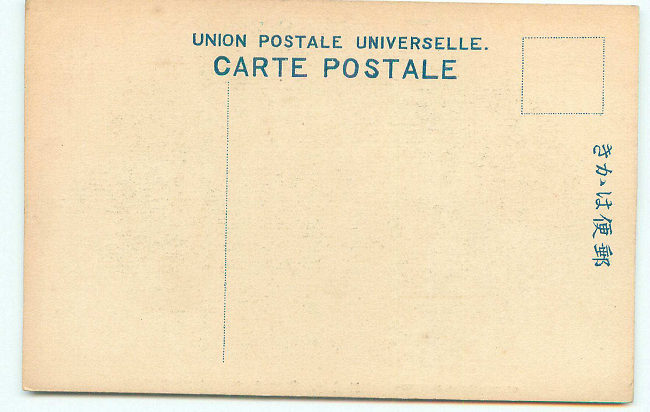 UNION POSTALE UNIVERSELLE.
CARTE POSTALE
郵便はかき